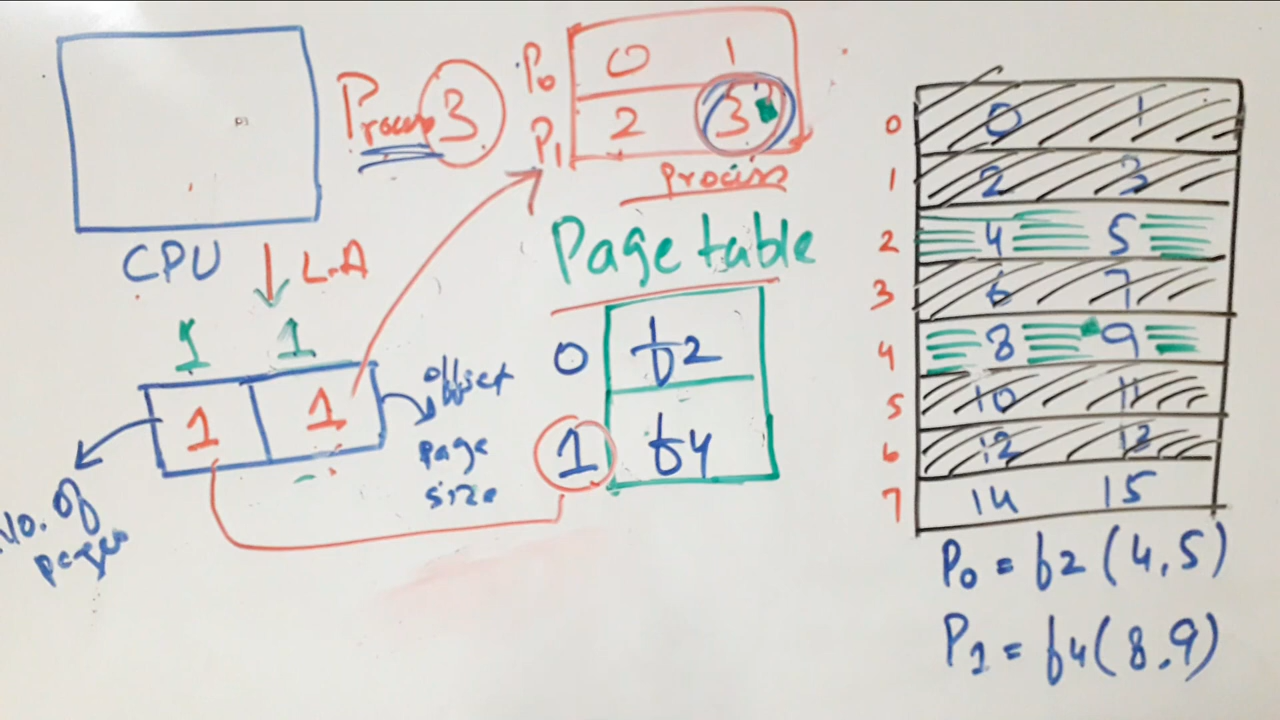 CPU
L.A
Process 3
P0 0 1
P1 2 3
Process
Page table
0 f2
1 f4
1 1
1 1
offset
page
size
No. of
pages
0 0 1
1 2 3
2 4 5
3 6 7
4 8 9
5 10 11
6 12 13
7 14 15
P0 = f2 (4,5)
P1 = f4 (8.9)